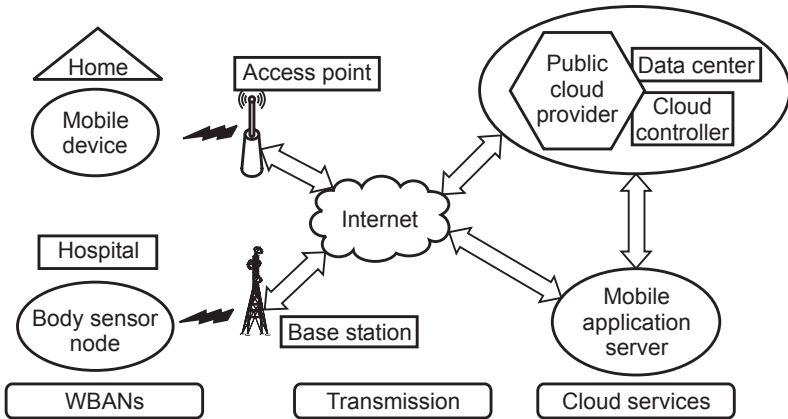 Home
Mobile
device
Access point
Public
cloud
provider
Data center
Cloud
controller
Internet
Hospital
Body sensor
node
Base station
Mobile
application
server
WBANs
Transmission
Cloud services